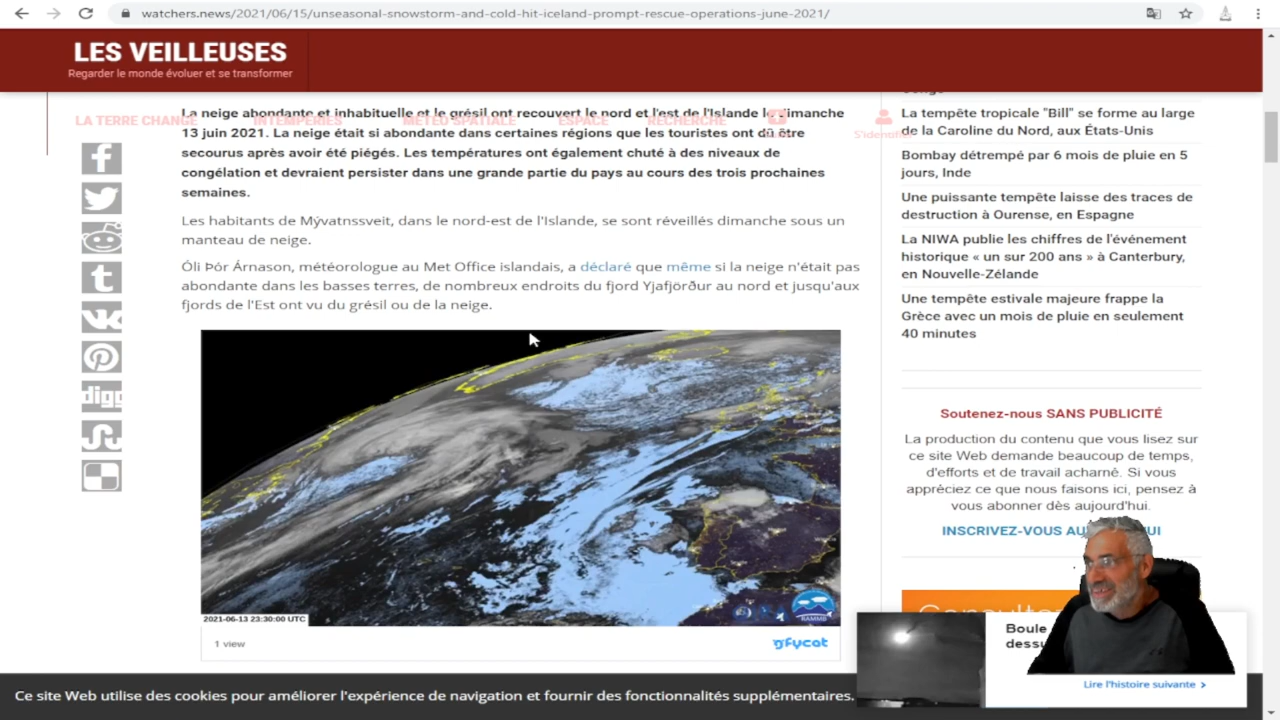 watchers.news/2021/06/15/unseasonal-snowstorm-and-cold-hit-iceland-prompt-rescue-operations-june-2021/
LES VEILLEUSES
Regarder le monde évoluer et se transformer
LA TERRE CHANGE
INTEMPÉRIES
MÉTÉO SPATIALE
ESPACE
RECHERCHE
La neige abondante et inhabituelle et le grésil ont recouvert le nord et l'est de l'Islande le dimanche
13 juin 2021. La neige était si abondante dans certaines régions que les touristes ont dû être
secourus après avoir été piégés. Les températures ont également chuté à des niveaux de
congélation et devraient persister dans une grande partie du pays au cours des trois prochaines
semaines.
Les habitants de Mývatnssveit, dans le nord-est de l'Islande, se sont réveillés dimanche sous un
manteau de neige.
Óli Þór Árnason, météorologue au Met Office islandais, a déclaré que même si la neige n'était pas
abondante dans les basses terres, de nombreux endroits du fjord Yjafjörður au nord et jusqu'aux
fjords de l'Est ont vu du grésil ou de la neige.
digg
2021-06-13 23:30:00 UTC
RAMMB
1 view
gfycat
La tempête tropicale "Bill" se forme au large
de la Caroline du Nord, aux États-Unis
Bombay détrempé par 6 mois de pluie en 5
jours, Inde
Une puissante tempête laisse des traces de
destruction à Ourense, en Espagne
La NIWA publie les chiffres de l'événement
historique « un sur 200 ans » à Canterbury,
en Nouvelle-Zélande
Une tempête estivale majeure frappe la
Grèce avec un mois de pluie en seulement
40 minutes
Soutenez-nous SANS PUBLICITÉ
La production du contenu que vous lisez sur
ce site Web demande beaucoup de temps,
d'efforts et de travail acharné. Si vous
appréciez ce que nous faisons ici, pensez à
vous abonner dès aujourd'hui.
INSCRIVEZ-VOUS
Boule
Lire l'histoire suivante
Ce site Web utilise des cookies pour améliorer l'expérience de navigation et fournir des fonctionnalités supplémentaires.